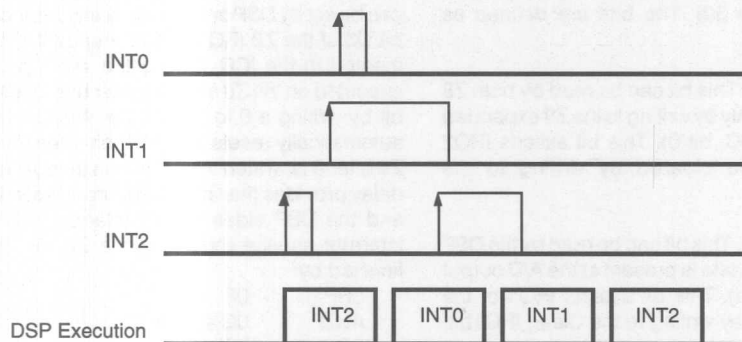 INT0
INT1
INT2
INT2 INT0 INT1 INT2
DSP Execution